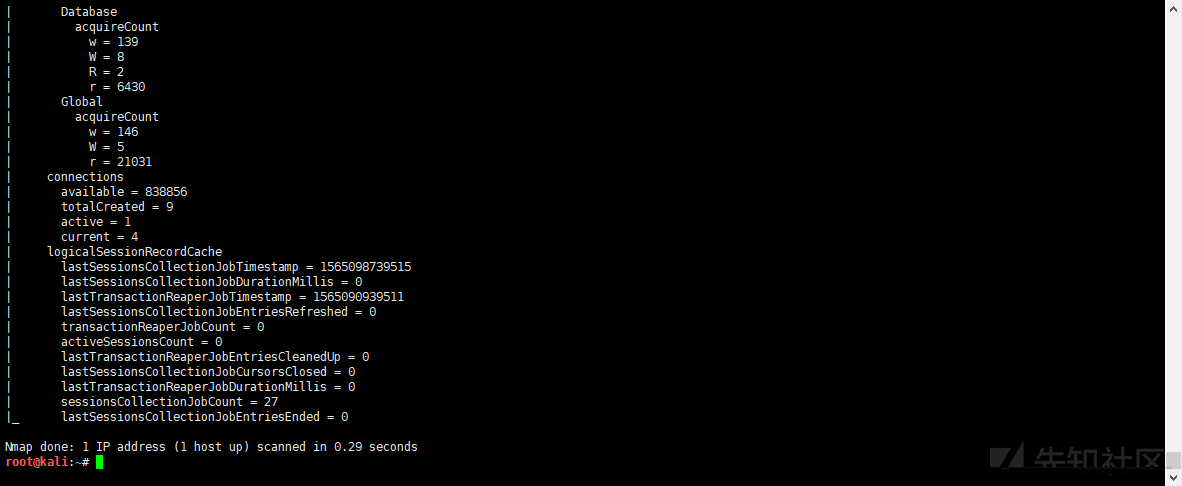 |       Database
|         acquireCount
|           w = 139
|           W = 8
|           R = 2
|           r = 6430
|       Global
|         acquireCount
|           w = 146
|           W = 5
|           r = 21031
|     connections
|       available = 838856
|       totalCreated = 9
|       active = 1
|       current = 4
|     logicalSessionRecordCache
|       lastSessionsCollectionJobTimestamp = 1565098739515
|       lastSessionsCollectionJobDurationMillis = 0
|       lastTransactionReaperJobTimestamp = 1565090939511
|       lastSessionsCollectionJobEntriesRefreshed = 0
|       transactionReaperJobCount = 0
|       activeSessionsCount = 0
|       lastTransactionReaperJobEntriesCleanedUp = 0
|       lastSessionsCollectionJobCursorsClosed = 0
|       lastTransactionReaperJobDurationMillis = 0
|       sessionsCollectionJobCount = 27
|_      lastSessionsCollectionJobEntriesEnded = 0
Nmap done: 1 IP address (1 host up) scanned in 0.29 seconds
root@kali:~#
先知社区